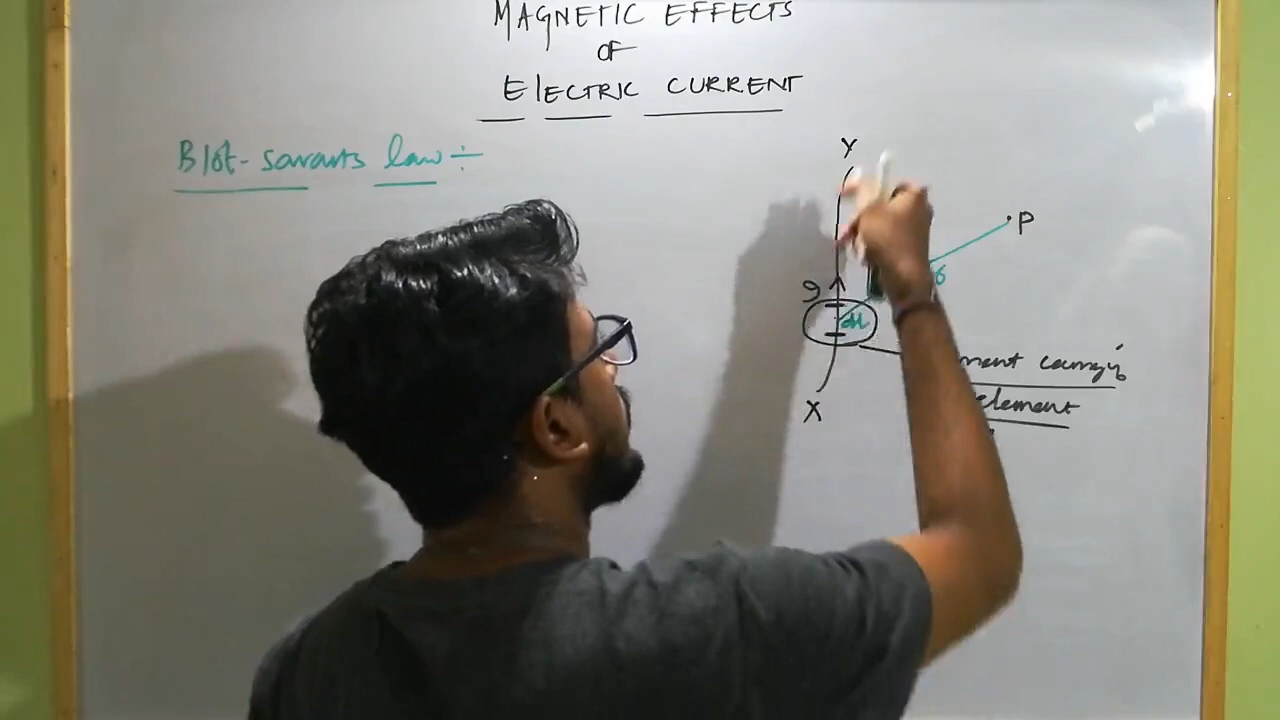 MAGNETIC EFFECTS
OF
ElECTRIC CURRENT
BIot-savarts law ÷
Y
P
dl
X
element